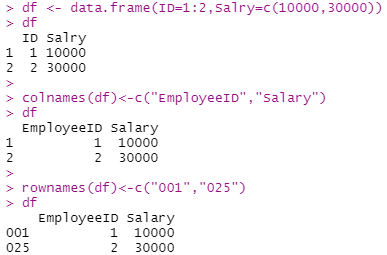 > df <- data.frame(ID=1:2,Salry=c(10000,30000))
> df
  ID Salry
1  1 10000
2  2 30000
>
> colnames(df)<-c("EmployeeID","Salary")
> df
  EmployeeID Salary
1          1  10000
2          2  30000
>
> rownames(df)<-c("001","025")
> df
    EmployeeID Salary
001          1  10000
025          2  30000